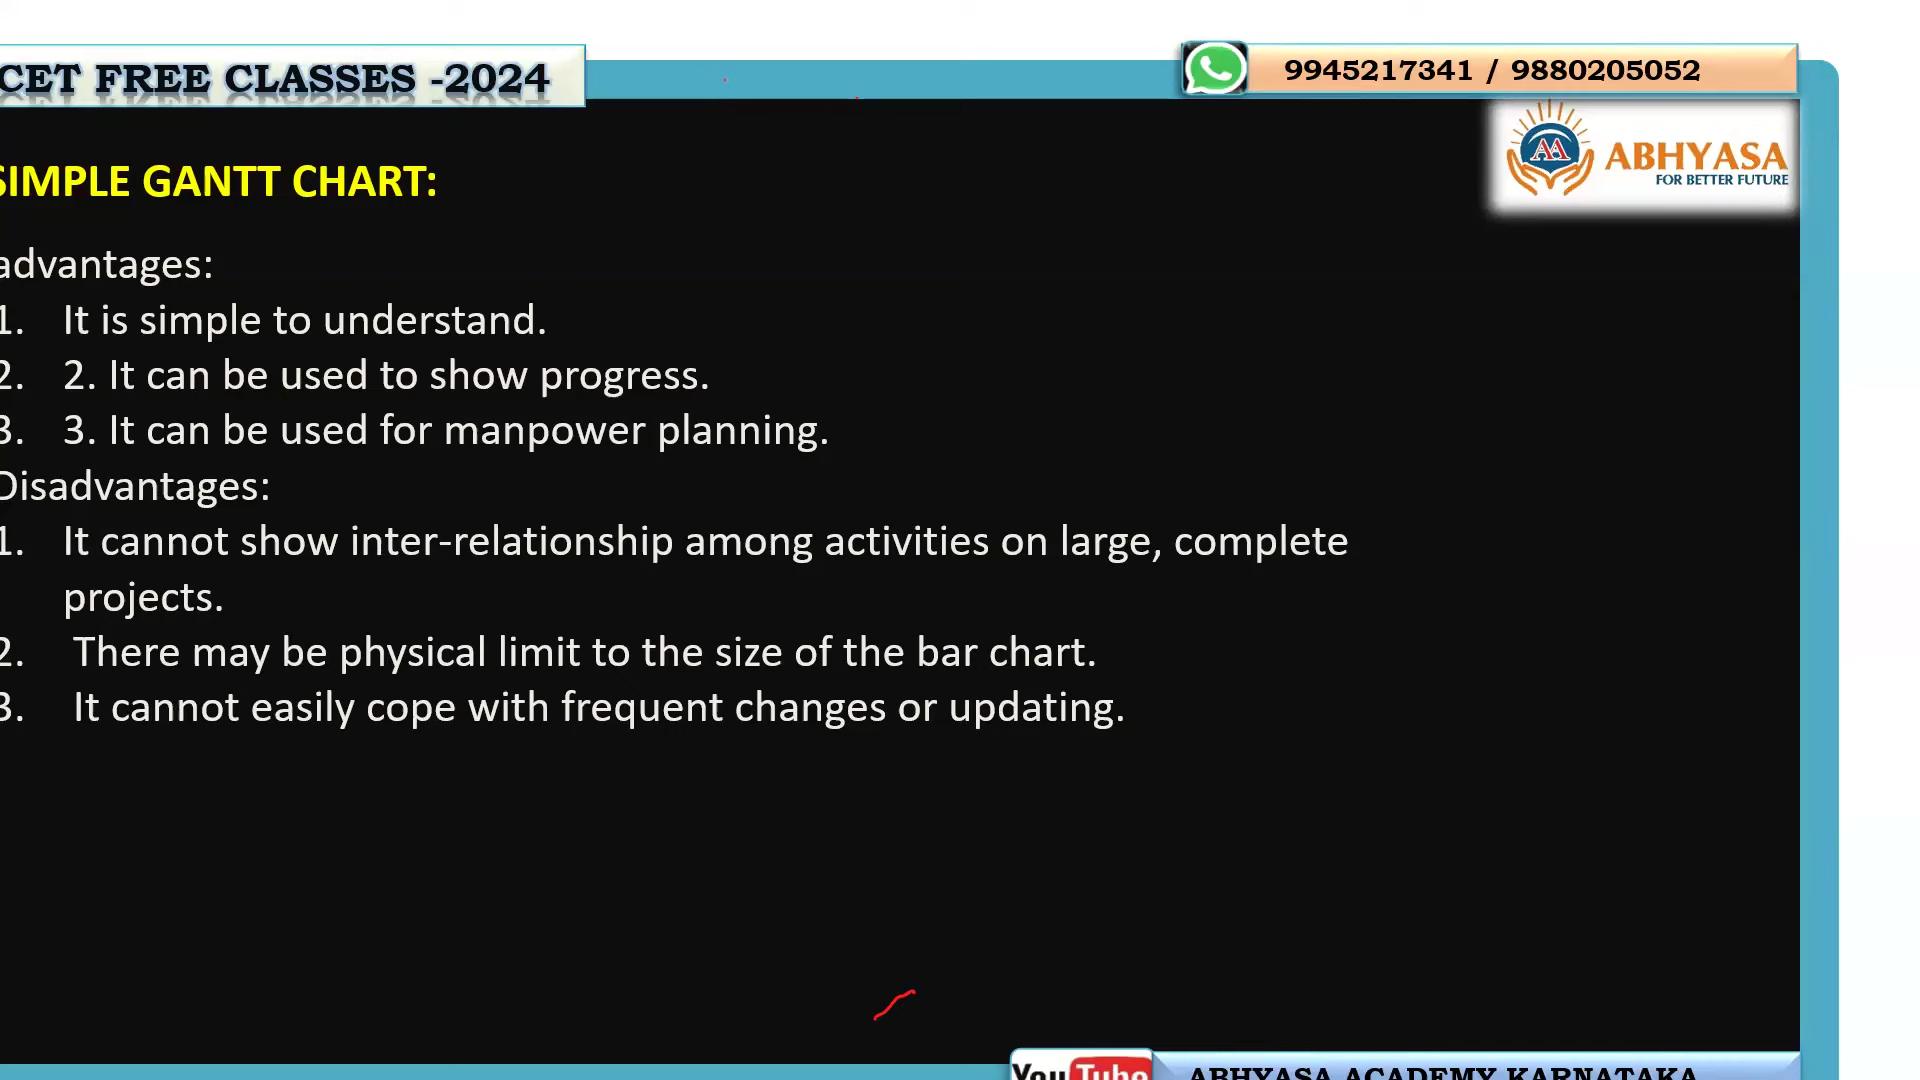 CET FREE CLASSES -2024
9945217341 / 9880205052
AA
ABHYASA
FOR BETTER FUTURE
SIMPLE GANTT CHART:
advantages:
1. It is simple to understand.
2. 2. It can be used to show progress.
3. 3. It can be used for manpower planning.
Disadvantages:
1. It cannot show inter-relationship among activities on large, complete
projects.
2. There may be physical limit to the size of the bar chart.
3. It cannot easily cope with frequent changes or updating.
YouTube
ABHYASA ACADEMY KARNATAKA